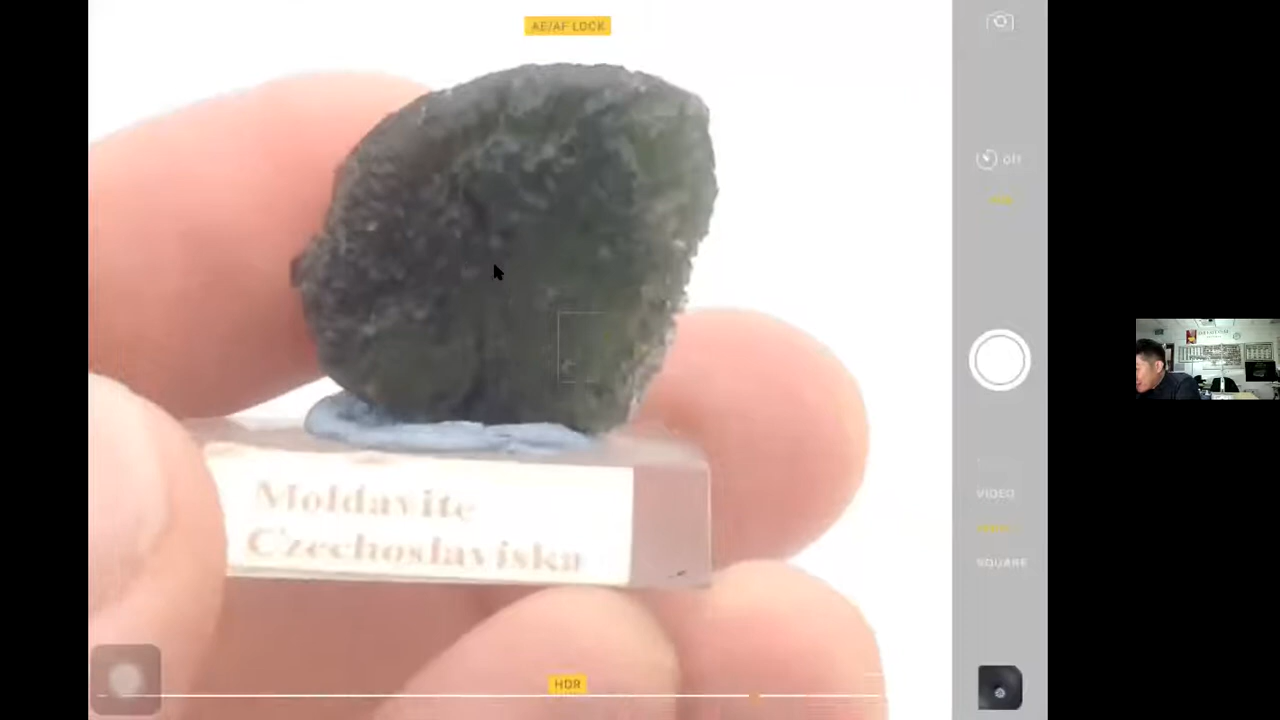 AE/AF LOCK
off
Moldavite
Czechoslaviska
VIDEO
SQUARE
HDR